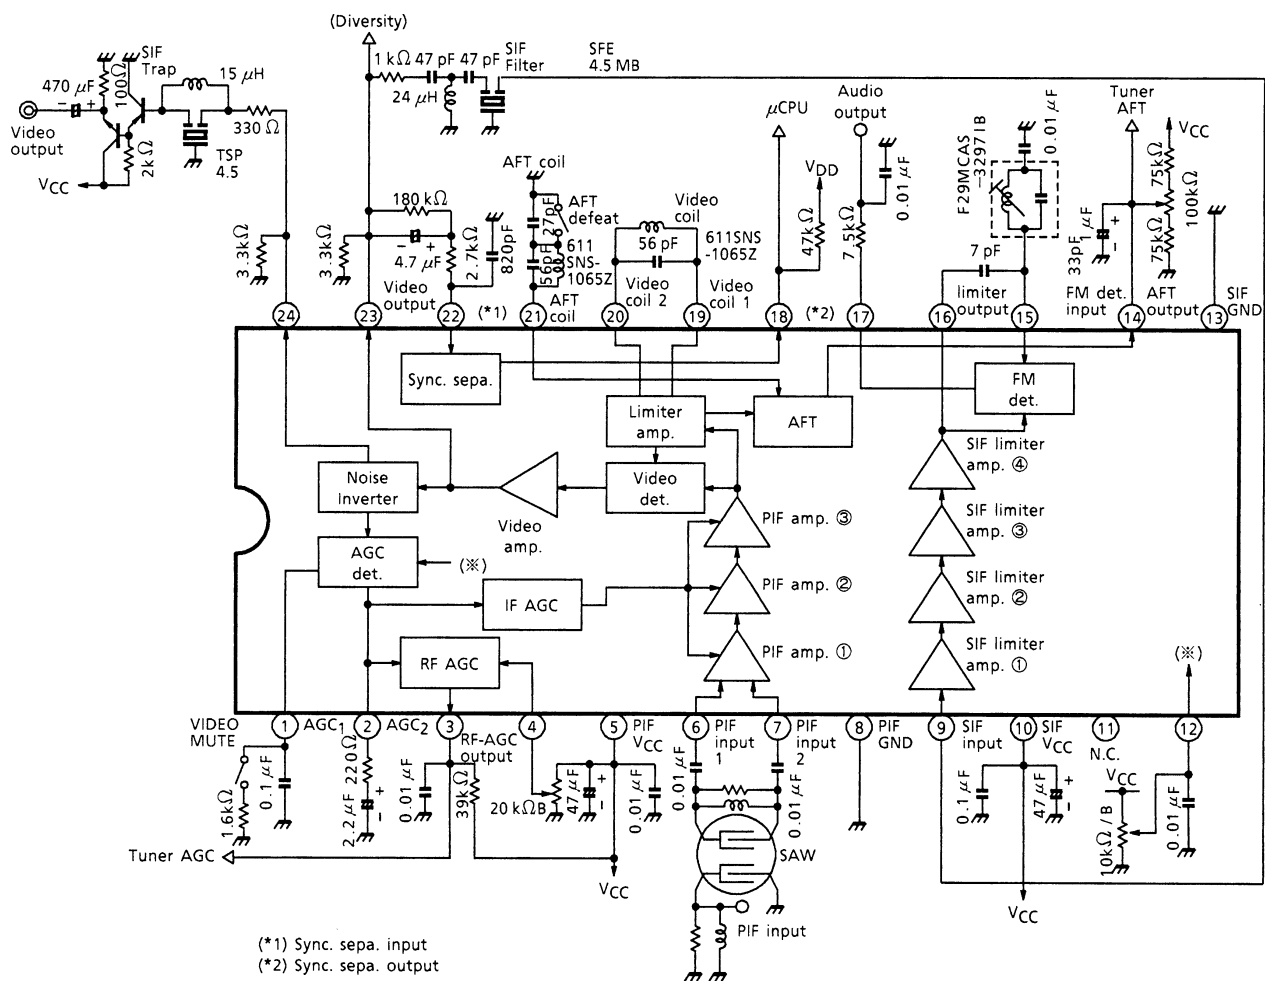 (Diversity)
SIF
Trap
470 μF
100Ω
15 μH
Video
output
330 Ω
TSP
4.5
2kΩ
VCC
1 kΩ
47 pF
47 pF
24 μH
SIF
Filter
SFE
4.5 MB
μCPU
Audio
output
0.01 μF
Tuner
AFT
VCC
75kΩ
100kΩ
75kΩ
F29MCAS
–3297IB
0.01 μF
VDD
47kΩ
7.5kΩ
7 pF
1 μF
33pF
+
–
AFT coil
AFT
defeat
27pF
56pF
611
SNS-
1065Z
Video
coil
56 pF
611SNS
-1065Z
180 kΩ
– +
4.7 μF
2.7kΩ
820pF
3.3kΩ
3.3kΩ
Video
output
(*1)
AFT
coil
Video
coil 2
Video
coil 1
(*2)
limiter
output
FM det.
input
AFT
output
SIF
GND
24
23
22
21
20
19
18
17
16
15
14
13
Sync. sepa.
Limiter
amp.
AFT
FM
det.
Noise
Inverter
Video
det.
Video
amp.
AGC
det.
(※)
IF AGC
RF AGC
PIF amp. ③
PIF amp. ②
PIF amp. ①
SIF limiter
amp. ④
SIF limiter
amp. ③
SIF limiter
amp. ②
SIF limiter
amp. ①
(※)
1
2
3
4
5
6
7
8
9
10
11
12
VIDEO
MUTE
AGC1
AGC2
RF-AGC
output
PIF
VCC
PIF
input
1
PIF
input 2
PIF
GND
SIF
input
SIF
VCC
N.C.
1.6kΩ
0.1 μF
220Ω
2.2 μF
+
–
0.01 μF
39kΩ
20 kΩB
47 μF
+
–
0.01 μF
0.01 μF
0.01 μF
0.1 μF
47 μF
+
–
VCC
10kΩ / B
0.01 μF
Tuner AGC
VCC
SAW
PIF input
VCC
(*1) Sync. sepa. input
(*2) Sync. sepa. output